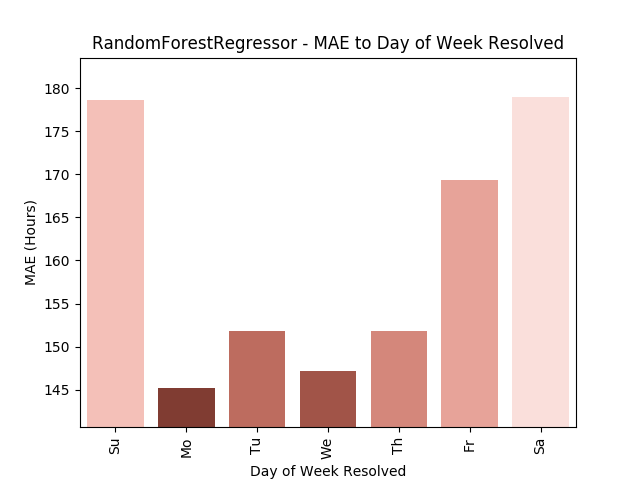 RandomForestRegressor - MAE to Day of Week Resolved
180
175
170
165
160
155
150
145
MAE (Hours)
Su
Mo
Tu
We
Th
Fr
Sa
Day of Week Resolved